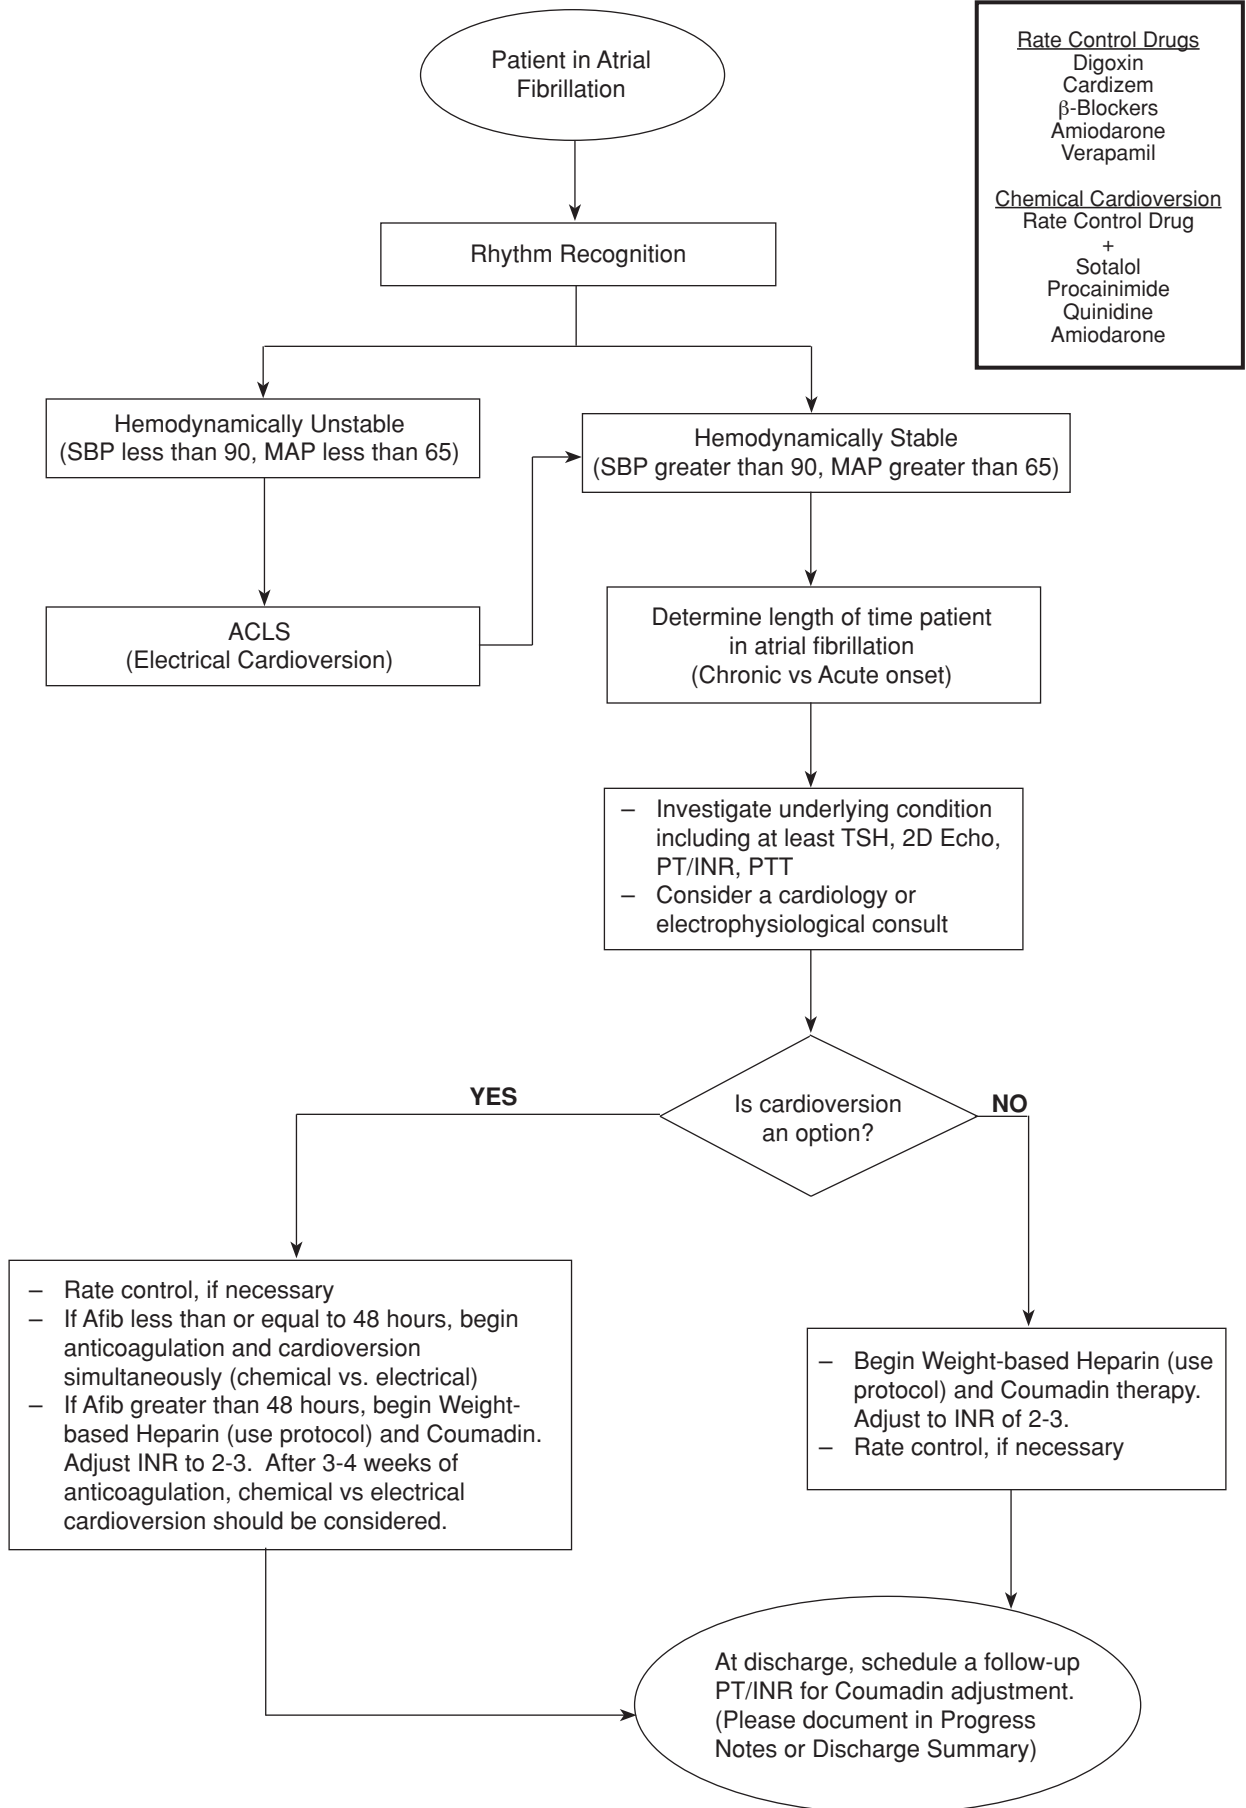 Patient in Atrial
Fibrillation
Rate Control Drugs
Digoxin
Cardizem
β-Blockers
Amiodarone
Verapamil
Chemical Cardioversion
Rate Control Drug
+
Sotalol
Procainimide
Quinidine
Amiodarone
Rhythm Recognition
Hemodynamically Unstable
(SBP less than 90, MAP less than 65)
Hemodynamically Stable
(SBP greater than 90, MAP greater than 65)
ACLS
(Electrical Cardioversion)
Determine length of time patient
in atrial fibrillation
(Chronic vs Acute onset)
– Investigate underlying condition
including at least TSH, 2D Echo,
PT/INR, PTT
– Consider a cardiology or
electrophysiological consult
Is cardioversion
an option?
YES
NO
– Rate control, if necessary
– If Afib less than or equal to 48 hours, begin
anticoagulation and cardioversion
simultaneously (chemical vs. electrical)
– If Afib greater than 48 hours, begin Weight-
based Heparin (use protocol) and Coumadin.
Adjust INR to 2-3.  After 3-4 weeks of
anticoagulation, chemical vs electrical
cardioversion should be considered.
– Begin Weight-based Heparin (use
protocol) and Coumadin therapy.
Adjust to INR of 2-3.
– Rate control, if necessary
At discharge, schedule a follow-up
PT/INR for Coumadin adjustment.
(Please document in Progress
Notes or Discharge Summary)